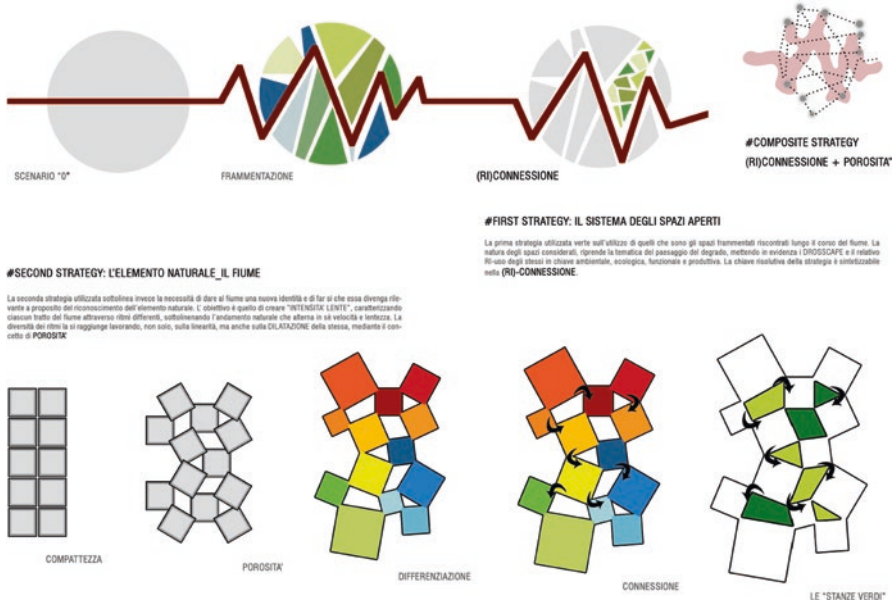 SCENARIO "0"
FRAMMENTAZIONE
(RI)CONNESSIONE
#COMPOSITE STRATEGY
(RI)CONNESSIONE + POROSITA'
#FIRST STRATEGY: IL SISTEMA DEGLI SPAZI APERTI
La prima strategia utilizzata verte sull'utilizzo di quelli che sono gli spazi frammentati riscontrati lungo il corso del fiume. La
natura degli spazi considerati, riprende la tematica del paesaggio del degrado, mettendo in evidenza i DROSSCAPE e il relativo
RI-uso degli stessi in chiave ambientale, ecologica, funzionale e produttiva. La chiave risolutiva della strategia è sintetizzabile
nella (RI)-CONNESSIONE.
#SECOND STRATEGY: L'ELEMENTO NATURALE_IL FIUME
La seconda strategia utilizzata sottolinea invece la necessità di dare al fiume una nuova identità e di far si che essa divenga rile-
vante a proposito del riconoscimento dell'elemento naturale. L' obiettivo è quello di creare "INTENSITA' LENTE", caratterizzando
ciascun tratto del fiume attraverso ritmi differenti, sottolineando l'andamento naturale che alterna in sè velocità e lentezza. La
diversità dei ritmi la si raggiunge lavorando, non solo, sulla linearità, ma anche sulla DILATAZIONE della stessa, mediante il con-
cetto di POROSITA'
COMPATTEZZA
POROSITA'
DIFFERENZIAZIONE
CONNESSIONE
LE "STANZE VERDI"